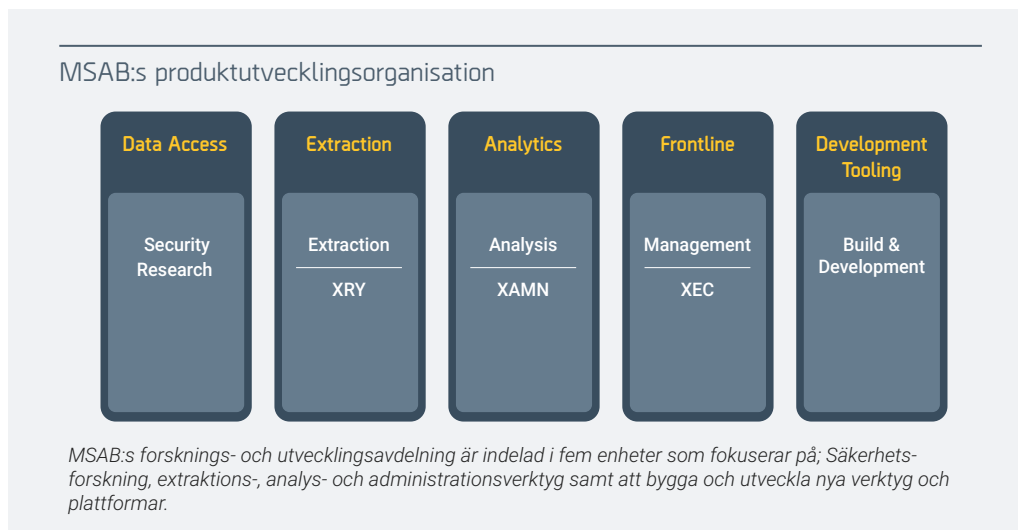 MSAB:s produktutvecklingsorganisation
Data Access
Security
Research
Extraction
Extraction
XRY
Analytics
Analysis
XAMN
Frontline
Management
XEC
Development
Tooling
Build &
Development
MSAB:s forsknings- och utvecklingsavdelning är indelad i fem enheter som fokuserar på; Säkerhets-
forskning, extraktions-, analys- och administrationsverktyg samt att bygga och utveckla nya verktyg och
plattformar.